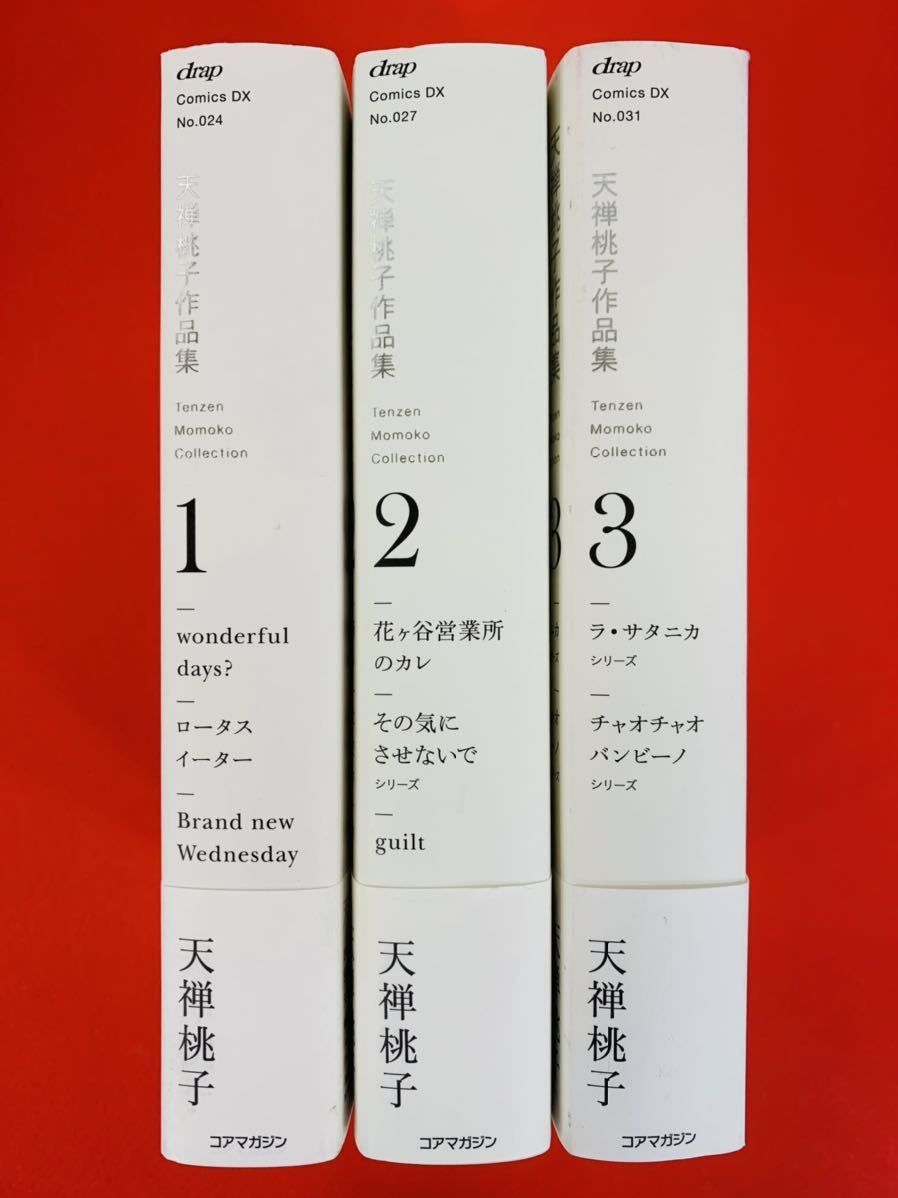 drap
Comics DX
No.024
天禅桃子作品集
Tenzen
Momoko
Collection
1
wonderful
days?
ロータス
イーター
Brand new
Wednesday
天禅桃子
コアマガジン
drap
Comics DX
No.027
天禅桃子作品集
Tenzen
Momoko
Collection
2
花ヶ谷営業所
のカレ
その気に
させないで
シリーズ
guilt
天禅桃子
コアマガジン
drap
Comics DX
No.031
天禅桃子作品集
Tenzen
Momoko
Collection
3
ラ・サタニカ
シリーズ
チャオチャオ
バンビーノ
シリーズ
天禅桃子
コアマガジン